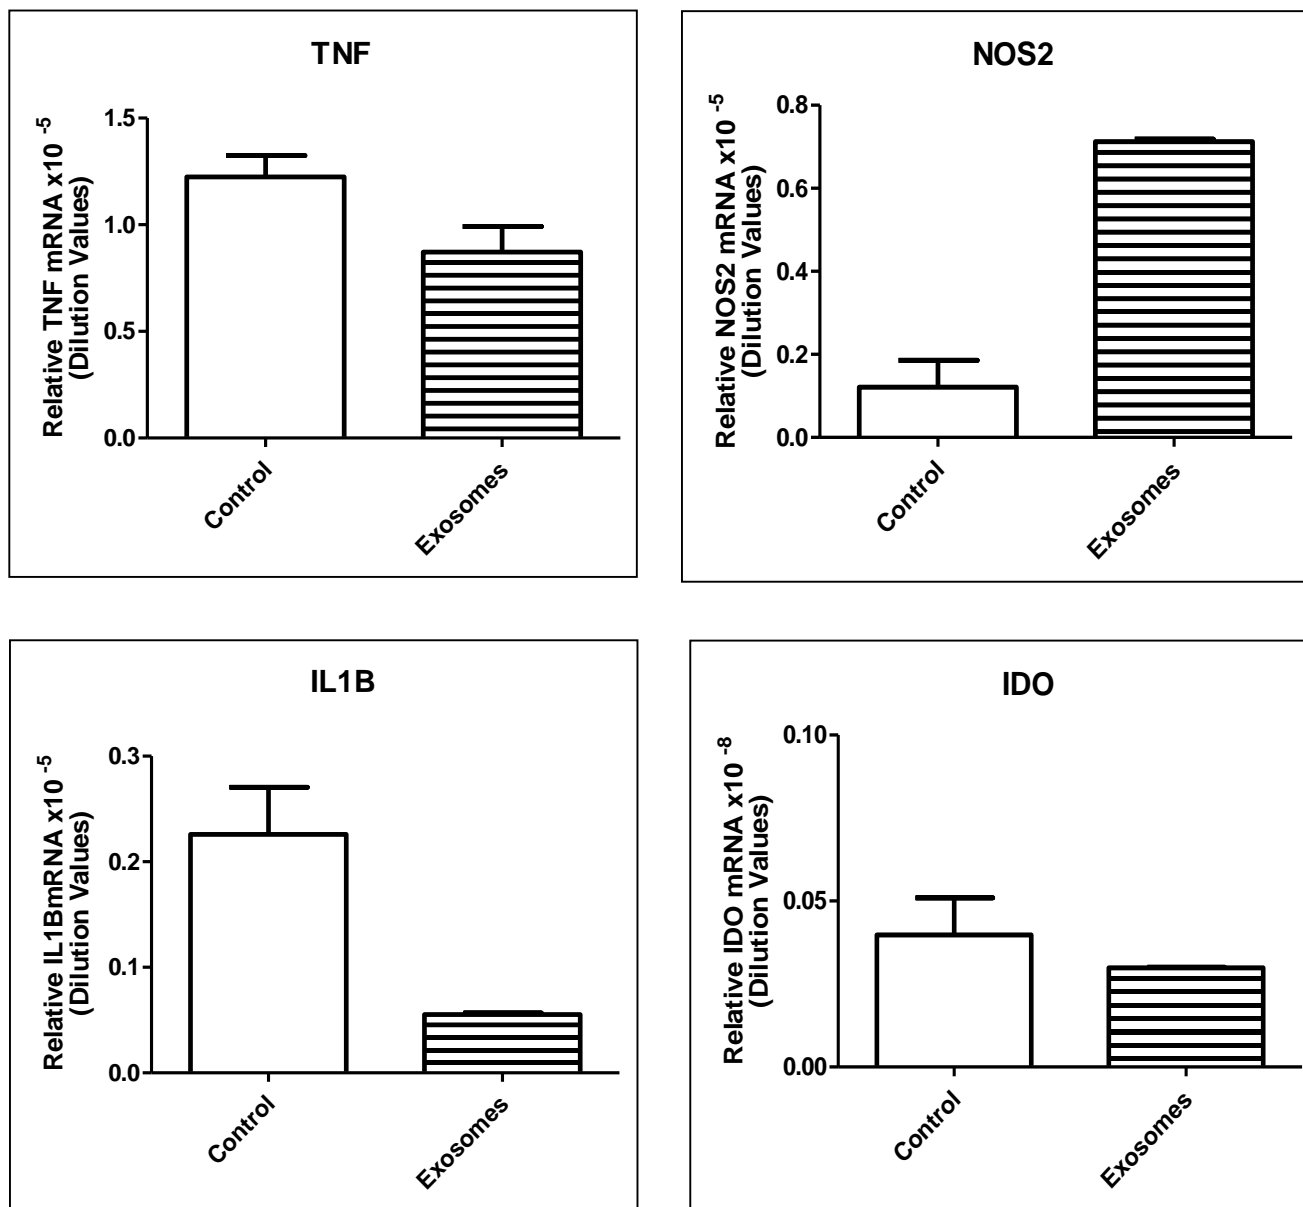 TNF
Relative TNF mRNA x10 -5
(Dilution Values)
1.5
1.0
0.5
0.0
Control
Exosomes
NOS2
Relative NOS2 mRNA x10 -5
(Dilution Values)
0.8
0.6
0.4
0.2
0.0
Control
Exosomes
IL1B
Relative IL1BmRNA x10 -5
(Dilution Values)
0.3
0.2
0.1
0.0
Control
Exosomes
IDO
Relative IDO mRNA x10 -8
(Dilution Values)
0.10
0.05
0.00
Control
Exosomes